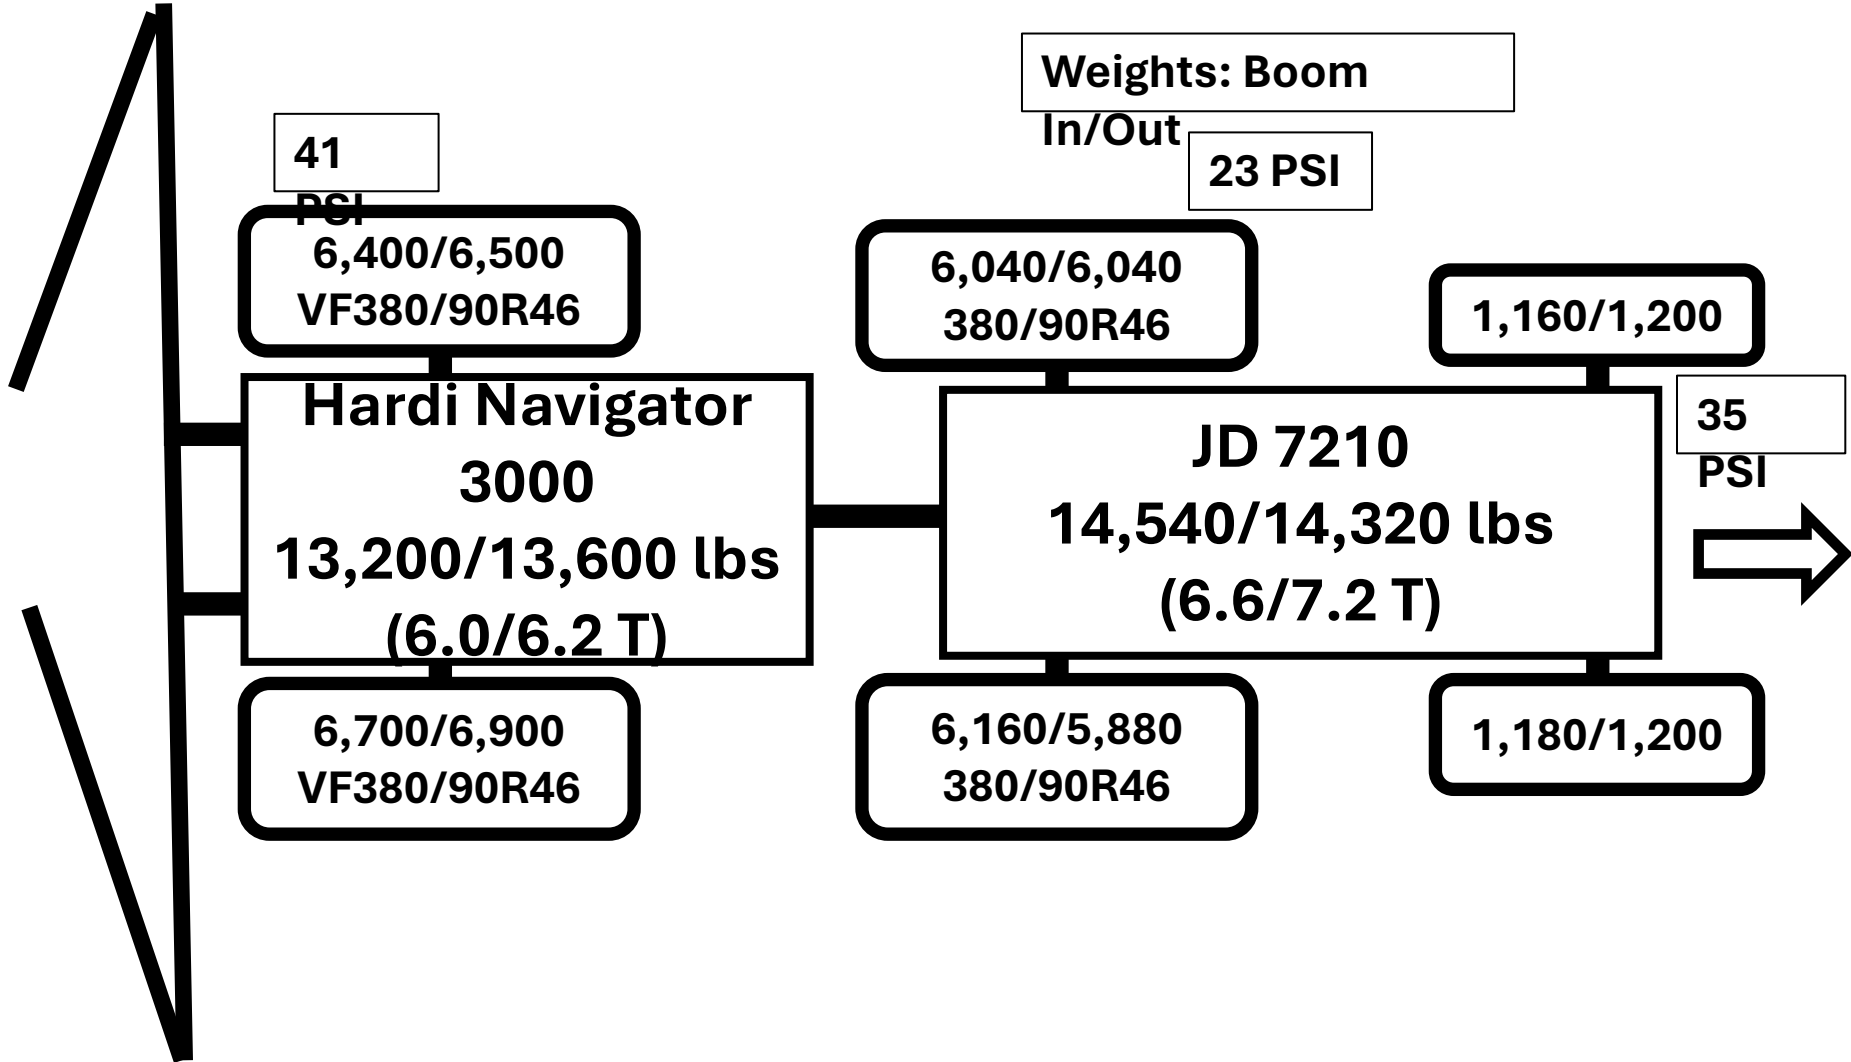 Weights: Boom
In/Out
41
PSI
23 PSI
6,400/6,500
VF380/90R46
6,040/6,040
380/90R46
1,160/1,200
Hardi Navigator
3000
13,200/13,600 lbs
(6.0/6.2 T)
JD 7210
14,540/14,320 lbs
(6.6/7.2 T)
35
PSI
6,700/6,900
VF380/90R46
6,160/5,880
380/90R46
1,180/1,200